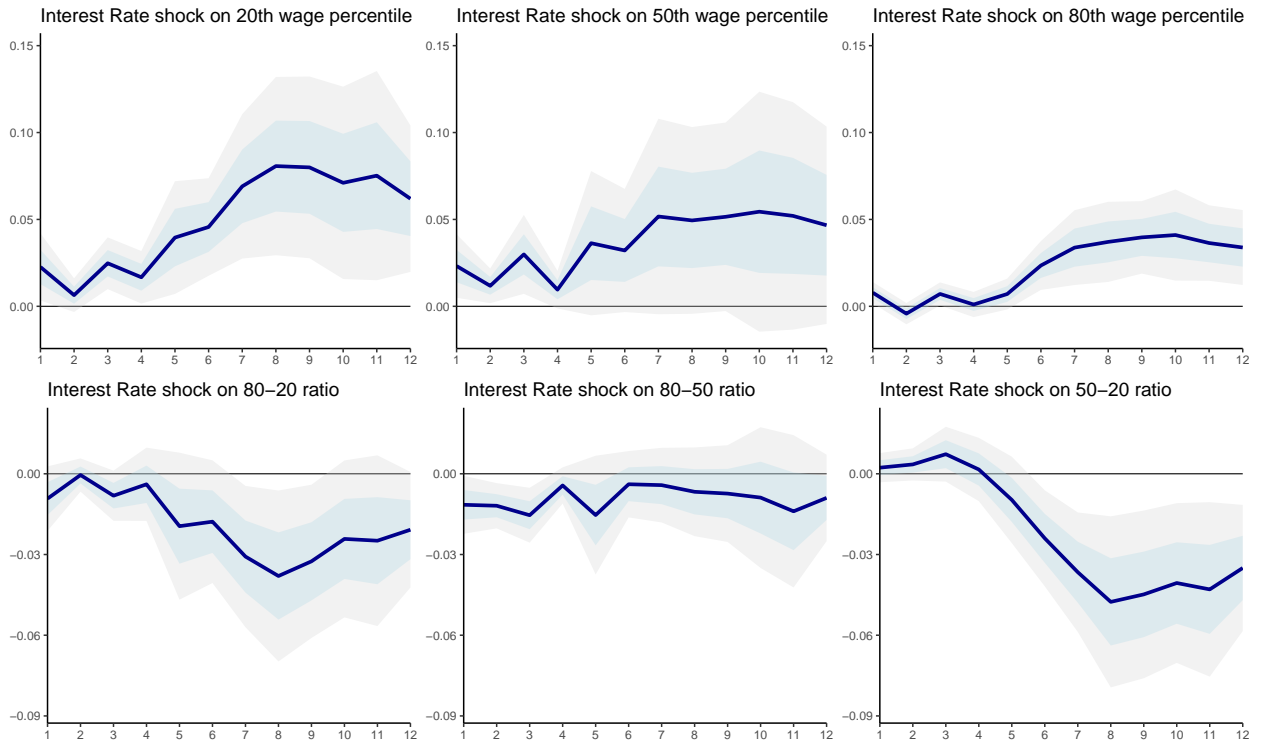 Interest Rate shock on 20th wage percentile
0.15
0.10
0.05
0.00
1 2 3 4 5 6 7 8 9 10 11 12
Interest Rate shock on 50th wage percentile
0.15
0.10
0.05
0.00
1 2 3 4 5 6 7 8 9 10 11 12
Interest Rate shock on 80th wage percentile
0.15
0.10
0.05
0.00
1 2 3 4 5 6 7 8 9 10 11 12
Interest Rate shock on 80–20 ratio
0.00
−0.03
−0.06
−0.09
1 2 3 4 5 6 7 8 9 10 11 12
Interest Rate shock on 80–50 ratio
0.00
−0.03
−0.06
−0.09
1 2 3 4 5 6 7 8 9 10 11 12
Interest Rate shock on 50–20 ratio
0.00
−0.03
−0.06
−0.09
1 2 3 4 5 6 7 8 9 10 11 12